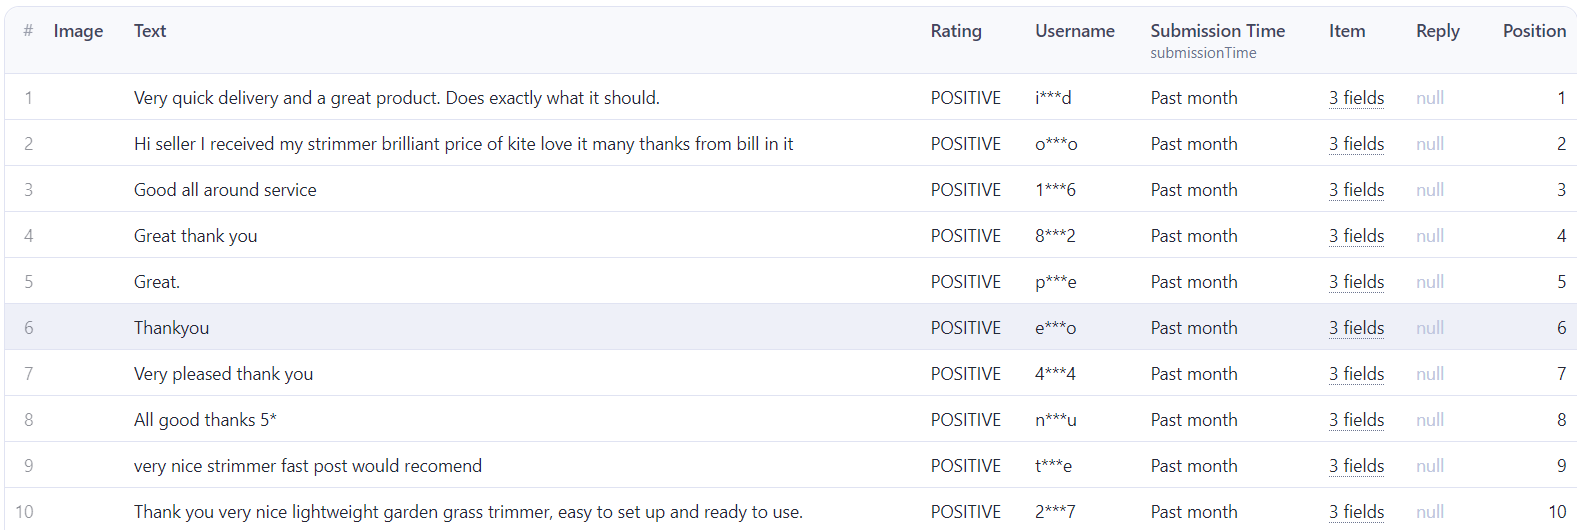 # Image Text Rating Username Submission Time Item Reply Position
submissionTime
1 Very quick delivery and a great product. Does exactly what it should. POSITIVE i***d Past month 3 fields null 1
2 Hi seller I received my strimmer brilliant price of kite love it many thanks from bill in it POSITIVE o***o Past month 3 fields null 2
3 Good all around service POSITIVE 1***6 Past month 3 fields null 3
4 Great thank you POSITIVE 8***2 Past month 3 fields null 4
5 Great. POSITIVE p***e Past month 3 fields null 5
6 Thankyou POSITIVE e***o Past month 3 fields null 6
7 Very pleased thank you POSITIVE 4***4 Past month 3 fields null 7
8 All good thanks 5* POSITIVE n***u Past month 3 fields null 8
9 very nice strimmer fast post would recomend POSITIVE t***e Past month 3 fields null 9
10 Thank you very nice lightweight garden grass trimmer, easy to set up and ready to use. POSITIVE 2***7 Past month 3 fields null 10